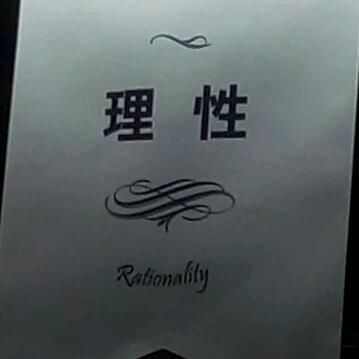 理 性
Rationality